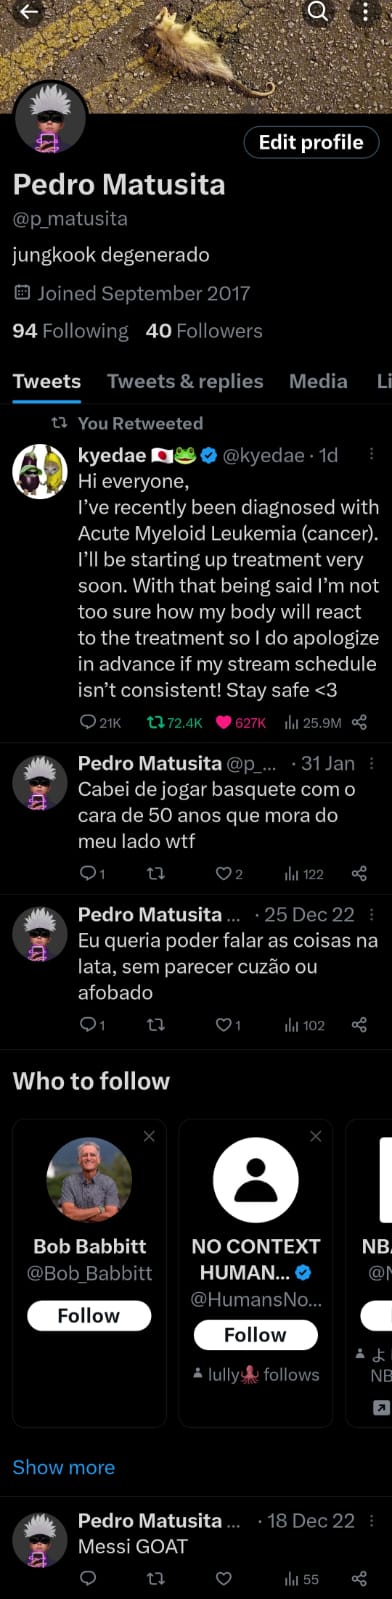 Edit profile
Pedro Matusita
@p_matusita
jungkook degenerado
Joined September 2017
94 Following 40 Followers
Tweets Tweets & replies Media Li
You Retweeted
kyedae 🇯🇵🐸 @kyedae · 1d
Hi everyone,
I've recently been diagnosed with
Acute Myeloid Leukemia (cancer).
I'll be starting up treatment very
soon. With that being said I'm not
too sure how my body will react
to the treatment so I do apologize
in advance if my stream schedule
isn't consistent! Stay safe <3
21K 72.4K 627K 25.9M
Pedro Matusita @p_... · 31 Jan
Cabei de jogar basquete com o
cara de 50 anos que mora do
meu lado wtf
1 2 122
Pedro Matusita ... · 25 Dec 22
Eu queria poder falar as coisas na
lata, sem parecer cuzão ou
afobado
1 1 102
Who to follow
Bob Babbitt
@Bob_Babbitt
Follow
NO CONTEXT
HUMAN...
@HumansNo...
Follow
lully🐙 follows
NB
@N
よ
NB
Show more
Pedro Matusita ... · 18 Dec 22
Messi GOAT
55